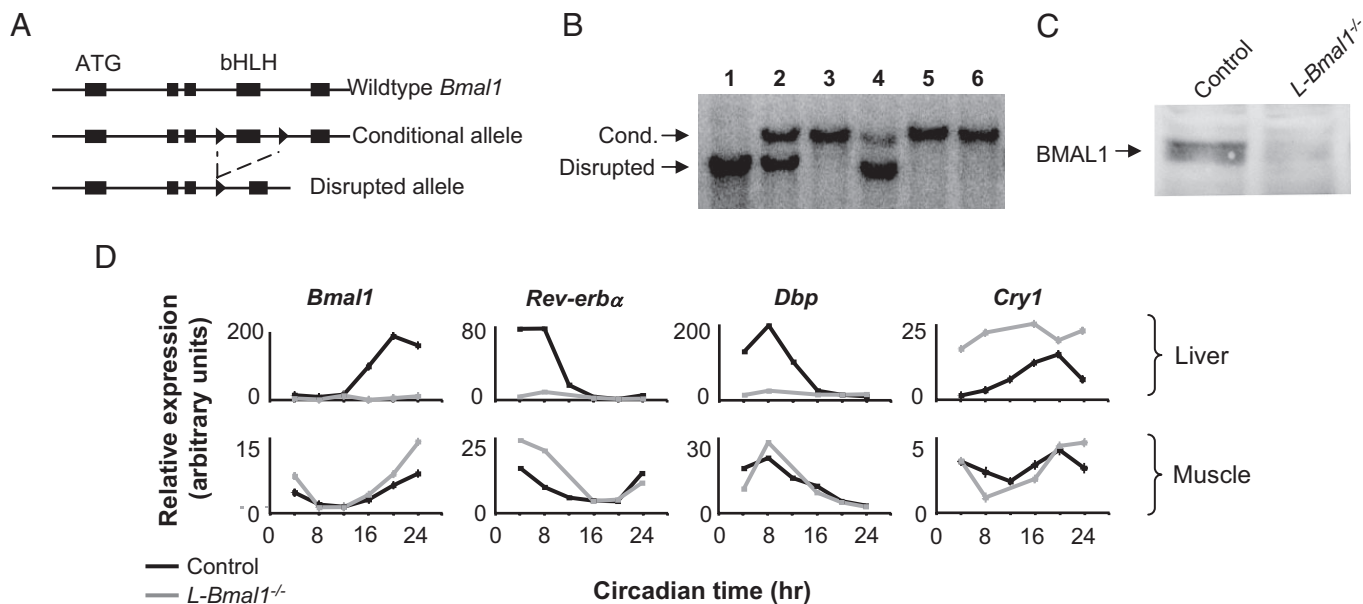 A
ATG bHLH
Wildtype Bmal1
Conditional allele
Disrupted allele
B
1 2 3 4 5 6
Cond.
Disrupted
C
Control L-Bmal1-/-
BMAL1
D
Relative expression
(arbitrary units)
Bmal1 Rev-erbα Dbp Cry1
200 80 200 25
0 0 0 0
Liver
15 25 30 5
0 0 0 0
Muscle
0 8 16 24 0 8 16 24 0 8 16 24 0 8 16 24
Control
L-Bmal1-/-
Circadian time (hr)